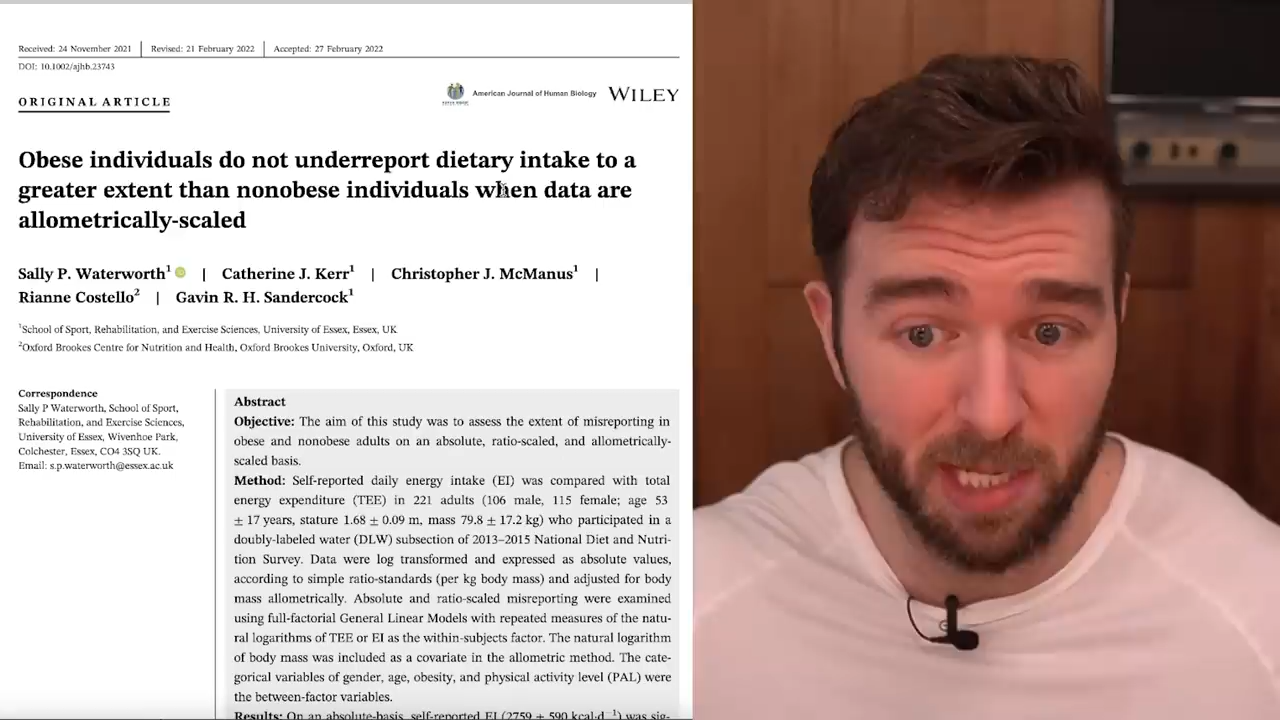 Received: 24 November 2021 | Revised: 21 February 2022 | Accepted: 27 February 2022
DOI: 10.1002/ajhb.23743
ORIGINAL ARTICLE
American Journal of Human Biology WILEY
Obese individuals do not underreport dietary intake to a
greater extent than nonobese individuals when data are
allometrically-scaled
Sally P. Waterworth1 | Catherine J. Kerr1 | Christopher J. McManus1 |
Rianne Costello2 | Gavin R. H. Sandercock1
1School of Sport, Rehabilitation, and Exercise Sciences, University of Essex, Essex, UK
2Oxford Brookes Centre for Nutrition and Health, Oxford Brookes University, Oxford, UK
Correspondence
Sally P Waterworth, School of Sport,
Rehabilitation, and Exercise Sciences,
University of Essex, Wivenhoe Park,
Colchester, Essex, CO4 3SQ UK.
Email: s.p.waterworth@essex.ac.uk
Abstract
Objective: The aim of this study was to assess the extent of misreporting in
obese and nonobese adults on an absolute, ratio-scaled, and allometrically-
scaled basis.
Method: Self-reported daily energy intake (EI) was compared with total
energy expenditure (TEE) in 221 adults (106 male, 115 female; age 53
± 17 years, stature 1.68 ± 0.09 m, mass 79.8 ± 17.2 kg) who participated in a
doubly-labeled water (DLW) subsection of 2013–2015 National Diet and Nutri-
tion Survey. Data were log transformed and expressed as absolute values,
according to simple ratio-standards (per kg body mass) and adjusted for body
mass allometrically. Absolute and ratio-scaled misreporting were examined
using full-factorial General Linear Models with repeated measures of the natu-
ral logarithms of TEE or EI as the within-subjects factor. The natural logarithm
of body mass was included as a covariate in the allometric method. The cate-
gorical variables of gender, age, obesity, and physical activity level (PAL) were
the between-factor variables.
Results: On an absolute-basis, self-reported EI (2759 ± 590 kcal·d−1) was sig-